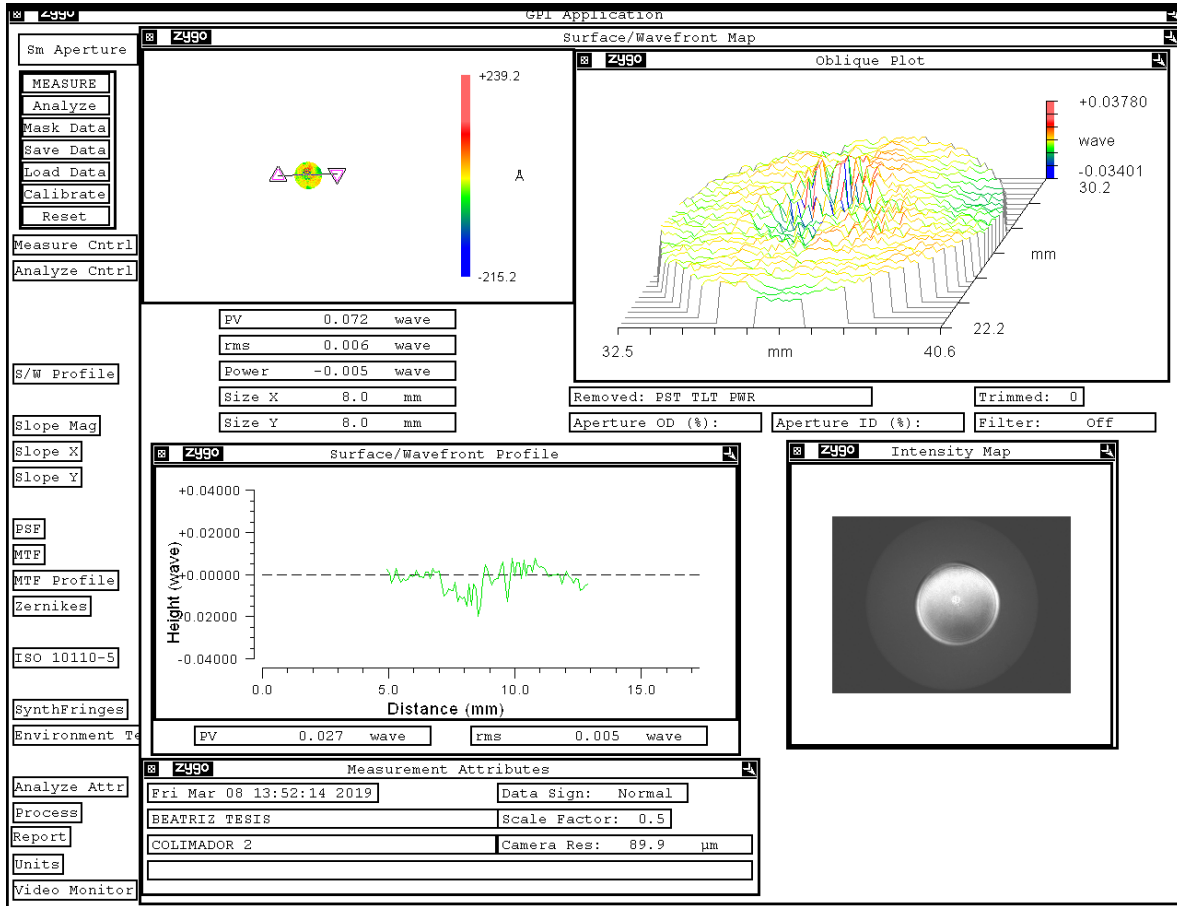 zygo GPI Application
Sm Aperture
MEASURE
Analyze
Mask Data
Save Data
Load Data
Calibrate
Reset
Measure Cntrl
Analyze Cntrl
S/W Profile
Slope Mag
Slope X
Slope Y
PSF
MTF
MTF Profile
Zernikes
ISO 10110-5
SynthFringes
Environment Te
Analyze Attr
Process
Report
Units
Video Monitor
zygo Surface/Wavefront Map
+239.2
Å
-215.2
zygo Oblique Plot
+0.03780
wave
-0.03401
30.2
mm
22.2
32.5 mm 40.6
PV 0.072 wave
rms 0.006 wave
Power -0.005 wave
Size X 8.0 mm
Size Y 8.0 mm
Removed: PST TLT PWR
Trimmed: 0
Aperture OD (%):
Aperture ID (%):
Filter: Off
zygo Surface/Wavefront Profile
+0.04000
+0.02000
+0.00000
-0.02000
-0.04000
Height (wave)
0.0 5.0 10.0 15.0
Distance (mm)
PV 0.027 wave
rms 0.005 wave
zygo Intensity Map
zygo Measurement Attributes
Fri Mar 08 13:52:14 2019
Data Sign: Normal
BEATRIZ TESIS
Scale Factor: 0.5
COLIMADOR 2
Camera Res: 89.9 µm